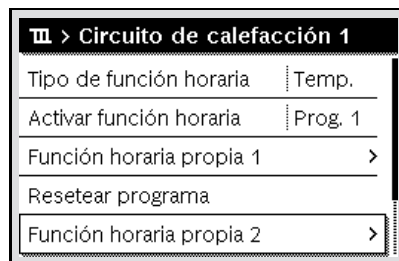 > Circuito de calefacción 1
Tipo de función horaria Temp.
Activar función horaria Prog. 1
Función horaria propia 1 >
Resetear programa
Función horaria propia 2 >